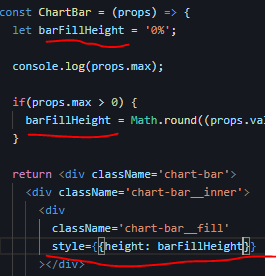 const ChartBar = (props) => {
let barFillHeight = '0%';
console.log(props.max);
if(props.max > 0) {
barFillHeight = Math.round((props.val
}
return <div className='chart-bar'>
<div className='chart-bar__inner'>
<div
className='chart-bar__fill'
style={{height: barFillHeight}}
></div>